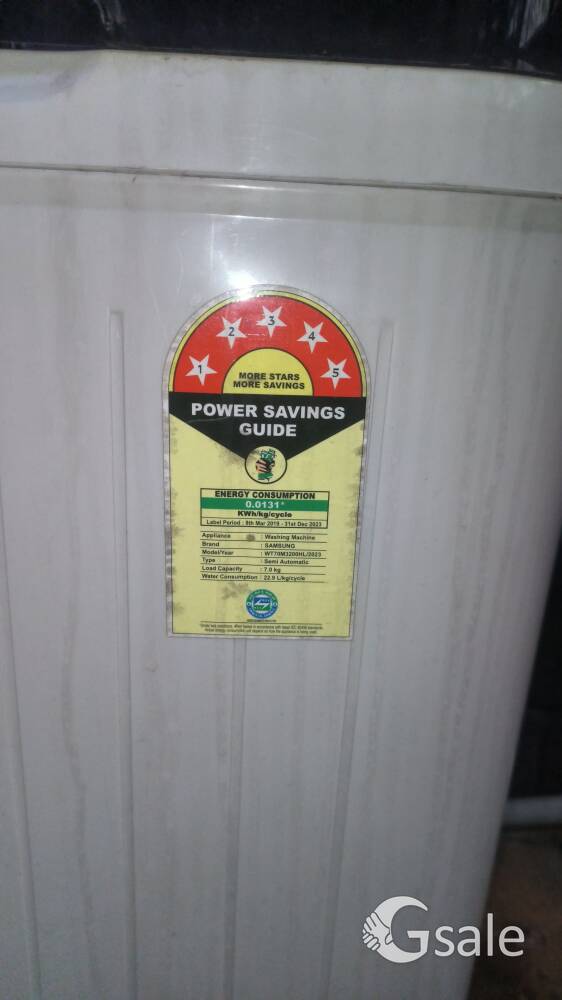 1 2 3 4 5
MORE STARS
MORE SAVINGS
POWER SAVINGS
GUIDE
ENERGY CONSUMPTION
0.0131*
KWh/kg/cycle
Label Period : 8th Mar 2019 - 31st Dec 2023
Appliance : Washing Machine
Brand : SAMSUNG
Model/Year : WT70M3200HL/2023
Type : Semi Automatic
Load Capacity : 7.0 kg
Water Consumption : 22.9 L/kg/cycle
Gsale